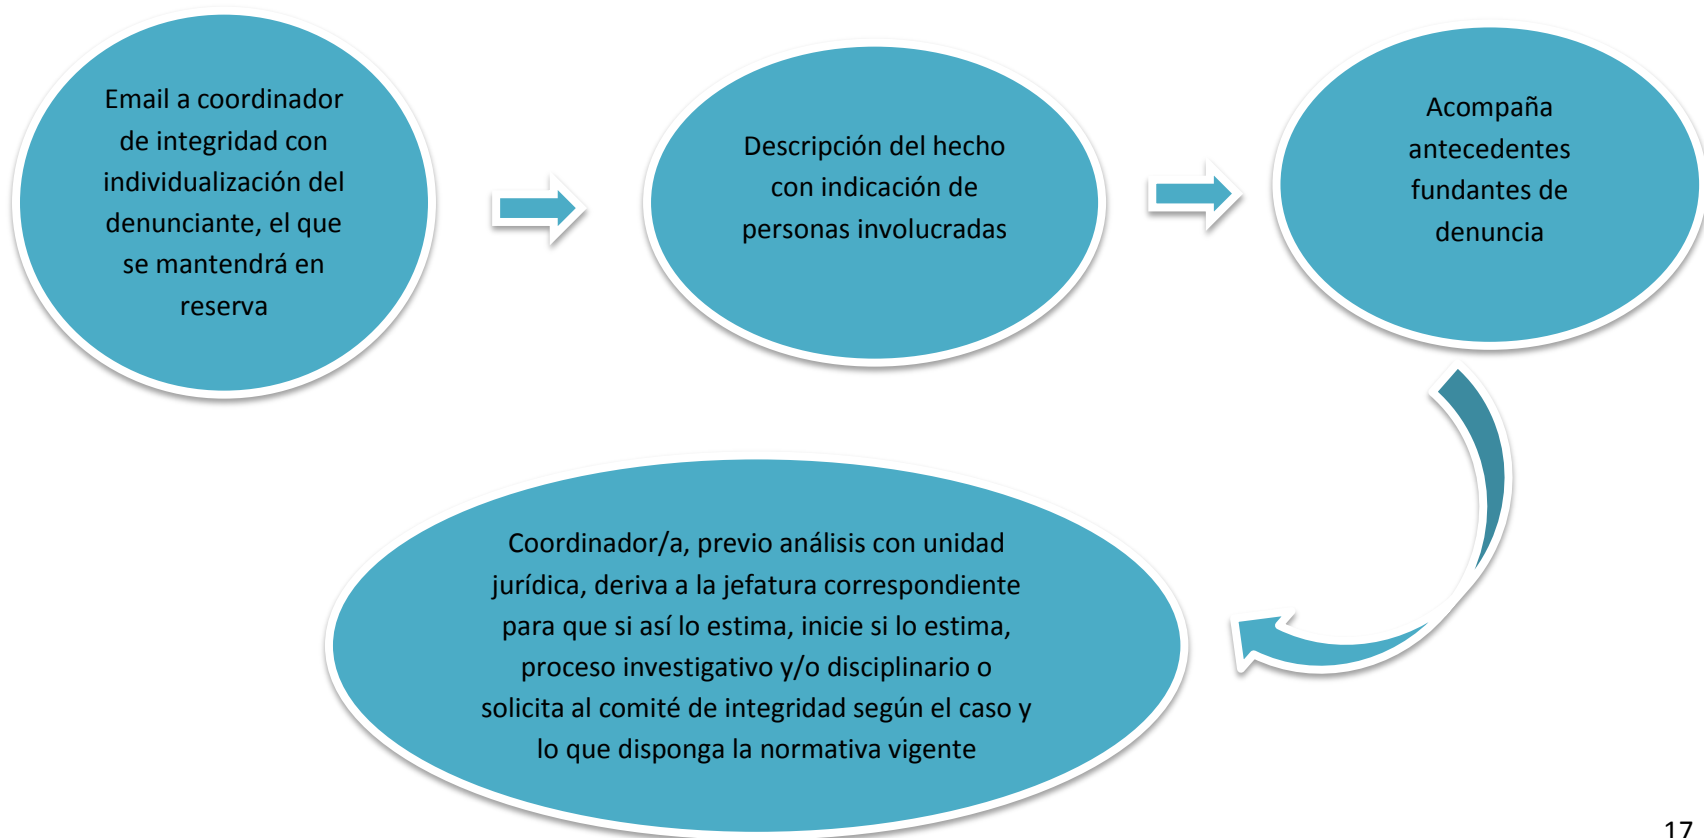 Email a coordinador
de integridad con
individualización del
denunciante, el que
se mantendrá en
reserva
Descripción del hecho
con indicación de
personas involucradas
Acompaña
antecedentes
fundantes de
denuncia
Coordinador/a, previo análisis con unidad
jurídica, deriva a la jefatura correspondiente
para que si así lo estima, inicie si lo estima,
proceso investigativo y/o disciplinario o
solicita al comité de integridad según el caso y
lo que disponga la normativa vigente
17